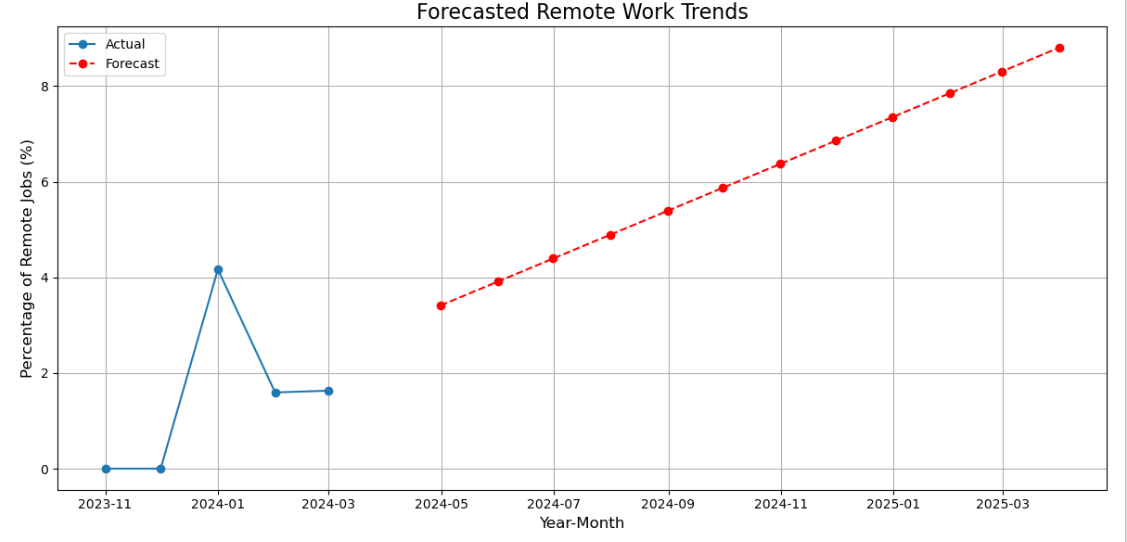 Forecasted Remote Work Trends
Actual
Forecast
Percentage of Remote Jobs (%)
8
6
4
2
0
2023-11 2024-01 2024-03 2024-05 2024-07 2024-09 2024-11 2025-01 2025-03
Year-Month